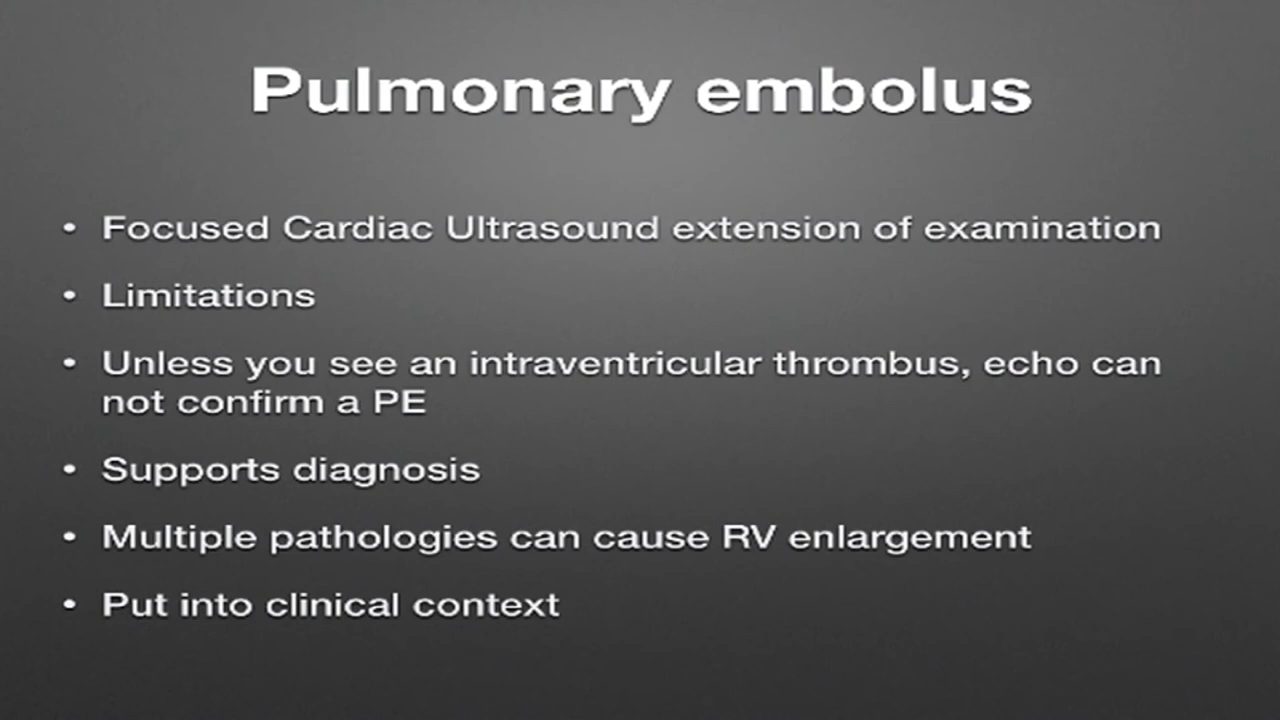 Pulmonary embolus
• Focused Cardiac Ultrasound extension of examination
• Limitations
• Unless you see an intraventricular thrombus, echo can
not confirm a PE
• Supports diagnosis
• Multiple pathologies can cause RV enlargement
• Put into clinical context